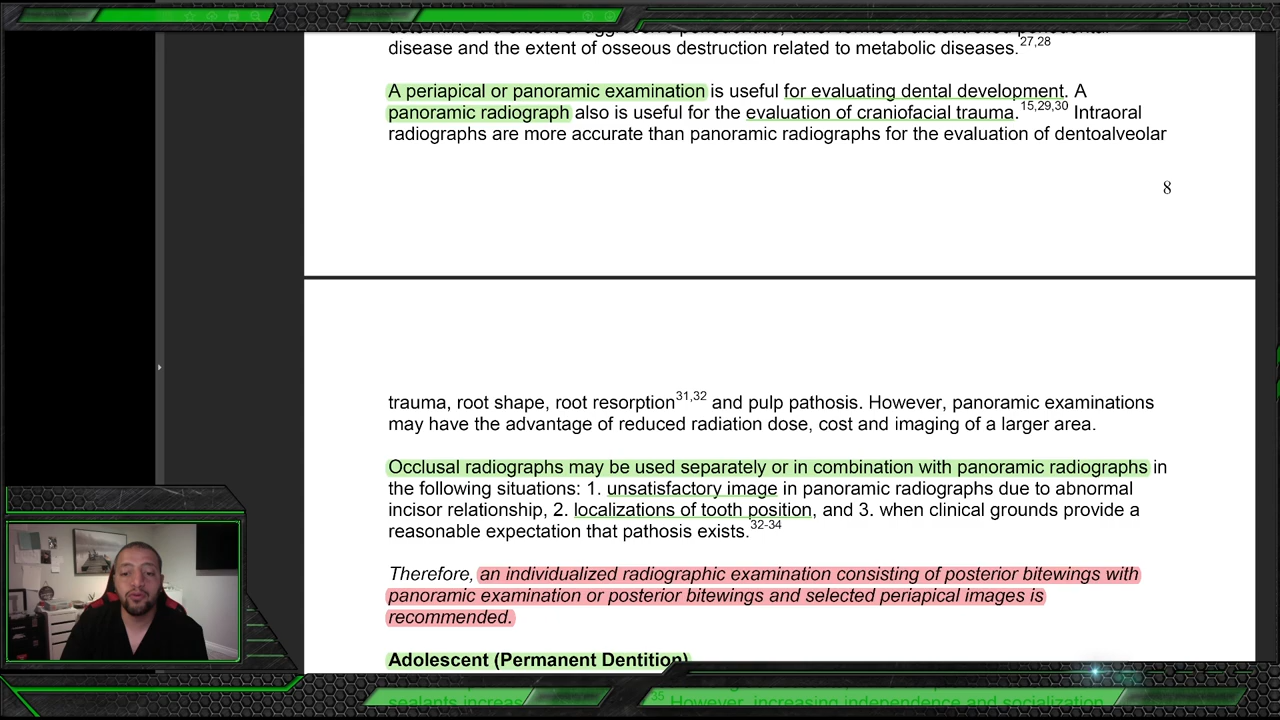 disease and the extent of osseous destruction related to metabolic diseases.27,28
A periapical or panoramic examination is useful for evaluating dental development. A
panoramic radiograph also is useful for the evaluation of craniofacial trauma.15,29,30 Intraoral
radiographs are more accurate than panoramic radiographs for the evaluation of dentoalveolar
8
trauma, root shape, root resorption31,32 and pulp pathosis. However, panoramic examinations
may have the advantage of reduced radiation dose, cost and imaging of a larger area.
Occlusal radiographs may be used separately or in combination with panoramic radiographs in
the following situations: 1. unsatisfactory image in panoramic radiographs due to abnormal
incisor relationship, 2. localizations of tooth position, and 3. when clinical grounds provide a
reasonable expectation that pathosis exists.32-34
Therefore, an individualized radiographic examination consisting of posterior bitewings with
panoramic examination or posterior bitewings and selected periapical images is
recommended.
Adolescent (Permanent Dentition)
sealants 35 However, increasing independence and socialization,